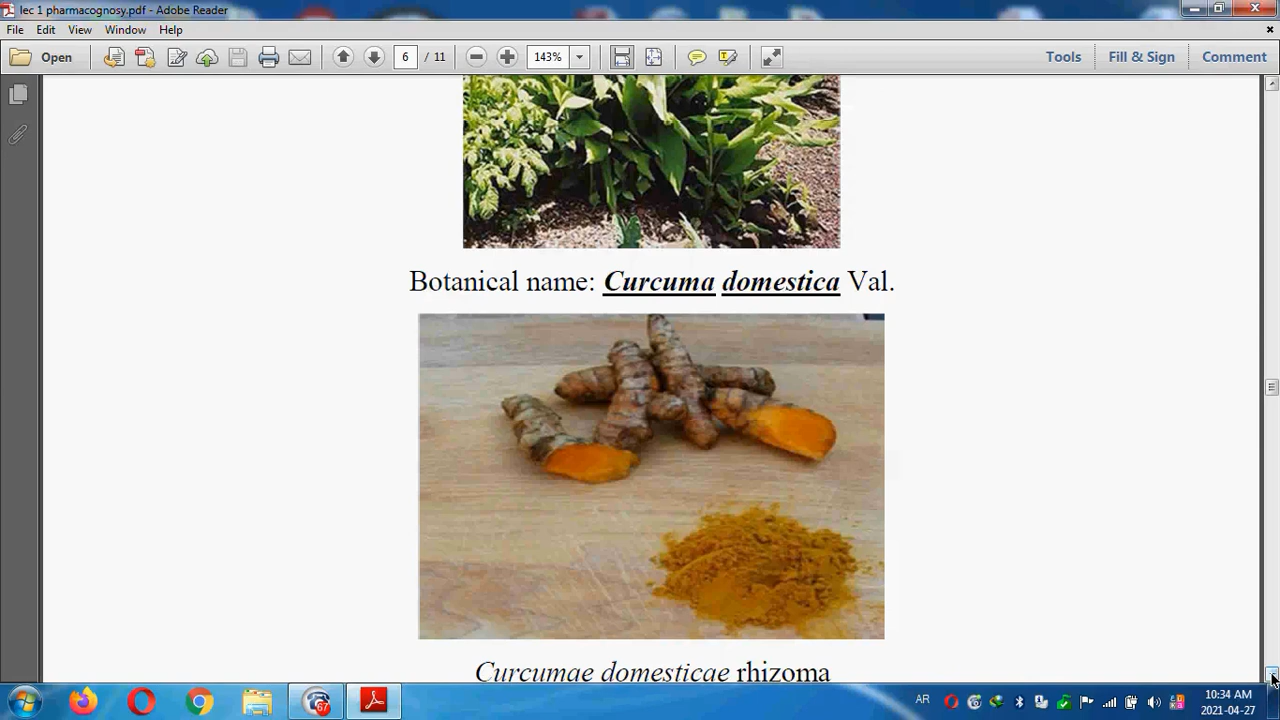 lec 1 pharmacognosy.pdf - Adobe Reader
File Edit View Window Help
Open 6 / 11 143% Tools Fill & Sign Comment
Botanical name: Curcuma domestica Val.
Curcumae domesticae rhizoma
67 AR 10:34 AM
2021-04-27